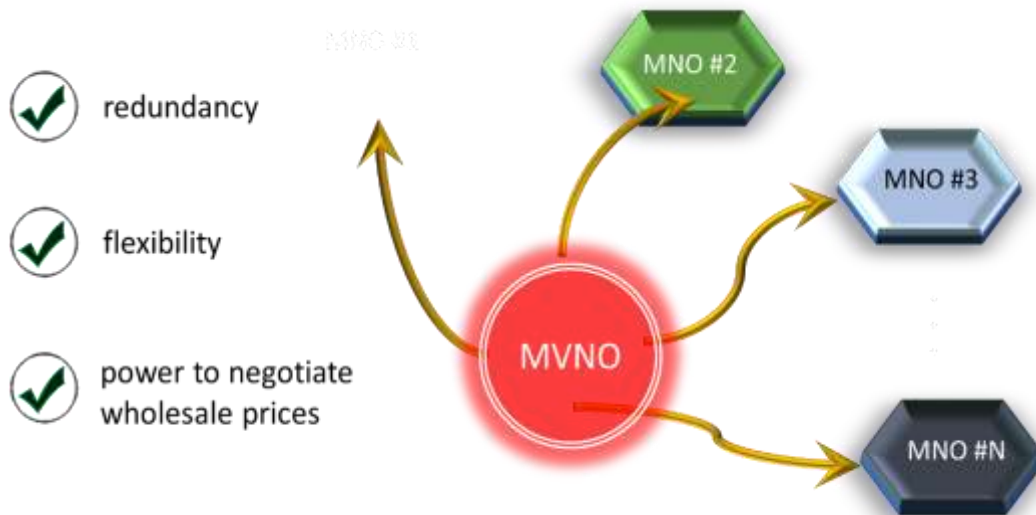 MNO #2
redundancy
MNO #3
flexibility
MVNO
power to negotiate
wholesale prices
MNO #N